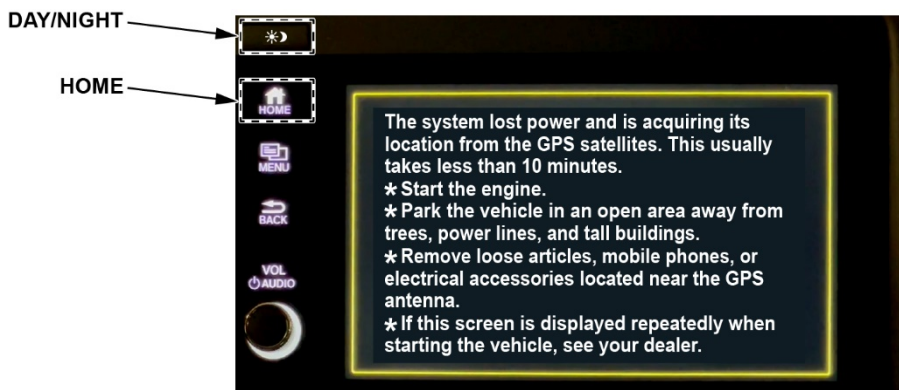 DAY/NIGHT
HOME
HOME
MENU
BACK
VOL
AUDIO
The system lost power and is acquiring its
location from the GPS satellites. This usually
takes less than 10 minutes.
* Start the engine.
* Park the vehicle in an open area away from
trees, power lines, and tall buildings.
* Remove loose articles, mobile phones, or
electrical accessories located near the GPS
antenna.
* If this screen is displayed repeatedly when
starting the vehicle, see your dealer.